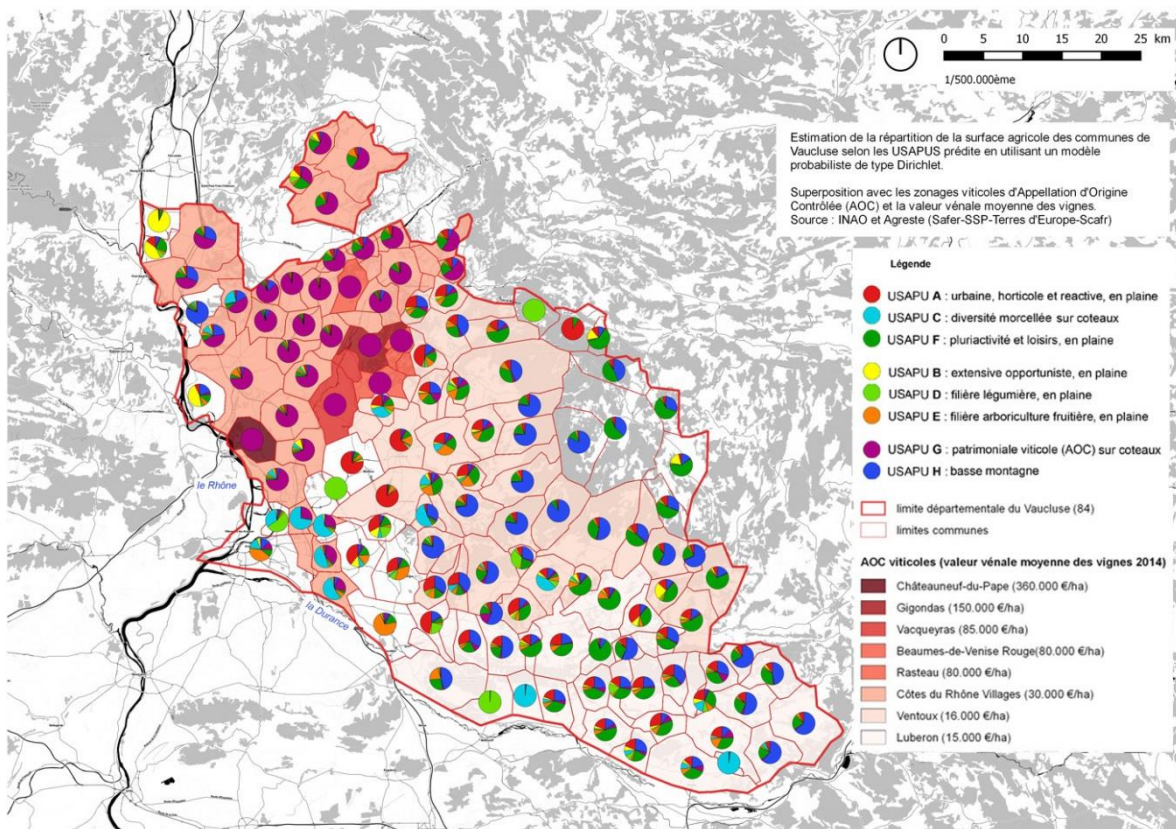 0 5 10 15 20 25 km
1/500.000ème
Estimation de la répartition de la surface agricole des communes de
Vaucluse selon les USAPUS prédite en utilisant un modèle
probabiliste de type Dirichlet.
Superposition avec les zonages viticoles d'Appellation d'Origine
Contrôlée (AOC) et la valeur vénale moyenne des vignes.
Source : INAO et Agreste (Safer-SSP-Terres d'Europe-Scafr)
Légende
USAPU A : urbaine, horticole et reactive, en plaine
USAPU C : diversité morcellée sur coteaux
USAPU F : pluriactivité et loisirs, en plaine
USAPU B : extensive opportuniste, en plaine
USAPU D : filière légumière, en plaine
USAPU E : filière arboriculture fruitière, en plaine
USAPU G : patrimoniale viticole (AOC) sur coteaux
USAPU H : basse montagne
limite départementale du Vaucluse (84)
limites communes
AOC viticoles (valeur vénale moyenne des vignes 2014)
Châteauneuf-du-Pape (360.000 €/ha)
Gigondas (150.000 €/ha)
Vacqueyras (85.000 €/ha)
Beaumes-de-Venise Rouge(80.000 €/ha)
Rasteau (80.000 €/ha)
Côtes du Rhône Villages (30.000 €/ha)
Ventoux (16.000 €/ha)
Luberon (15.000 €/ha)
le Rhône
la Durance